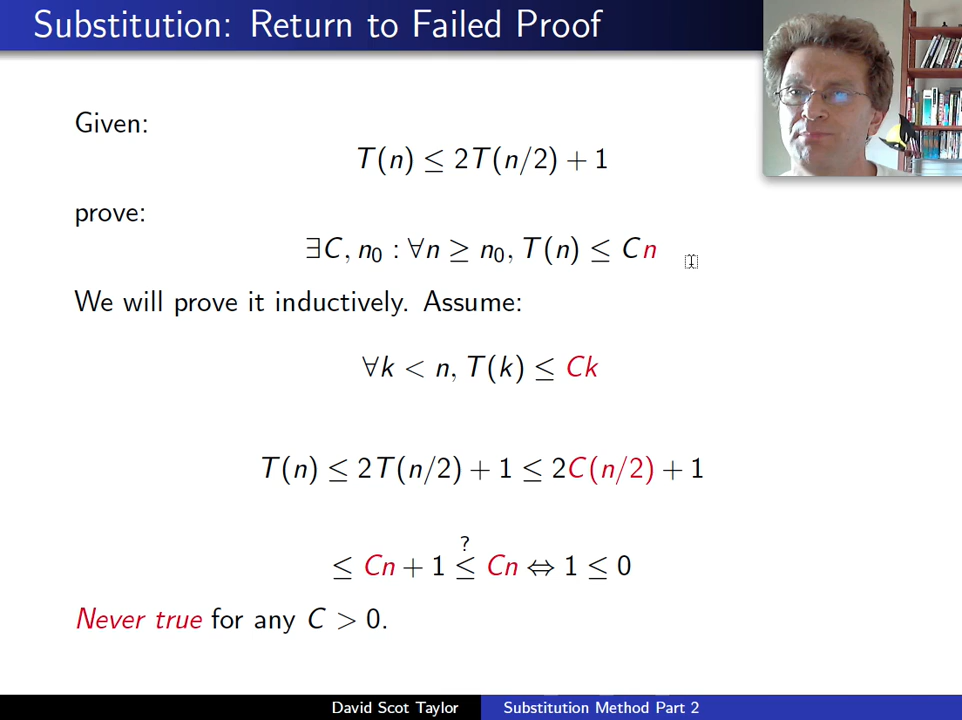 Substitution: Return to Failed Proof
Given:
T(n) ≤ 2T(n/2) + 1
prove:
∃C, n₀ : ∀n ≥ n₀, T(n) ≤ Cn
We will prove it inductively. Assume:
∀k < n, T(k) ≤ Ck
T(n) ≤ 2T(n/2) + 1 ≤ 2C(n/2) + 1
?
≤ Cn + 1 ≤ Cn ⇔ 1 ≤ 0
Never true for any C > 0.
David Scot Taylor
Substitution Method Part 2